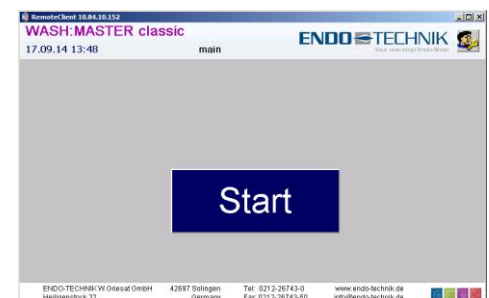 RemoteClient 10.84.10.152
WASH:MASTER classic
17.09.14 13:48 main
ENDO TECHNIK
Your one-stop Endo-Shop
Start
ENDO-TECHNIK W.Griesat GmbH 42697 Solingen Tel: 0212-26743-0 www.endo-technik.de
Heiligenstock 33 Germany Fax: 0212-26743-50 info@endo-technik.de